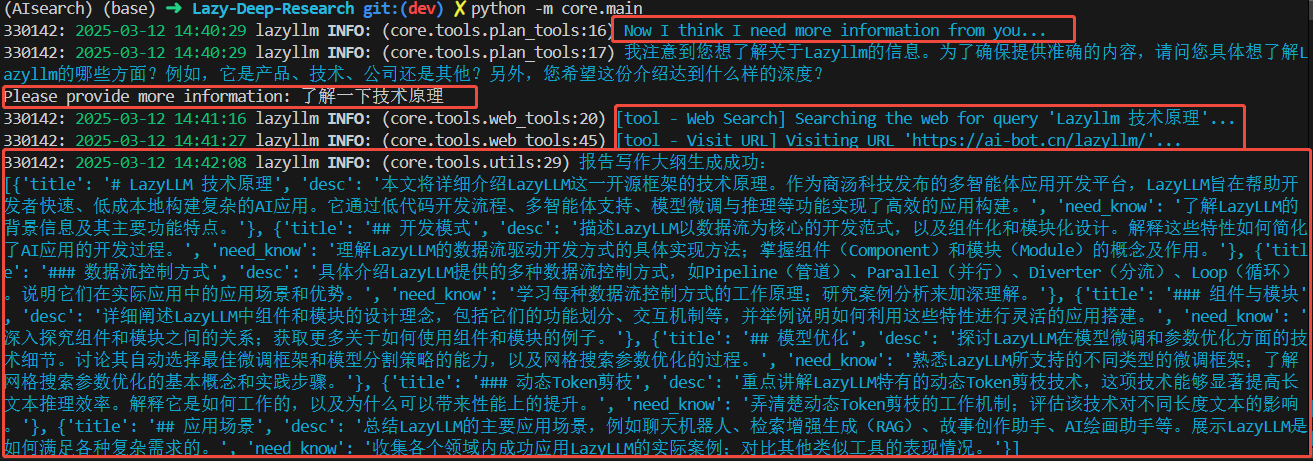 (AIsearch) (base) ➜ Lazy-Deep-Research git:(dev) ✗ python -m core.main
330142: 2025-03-12 14:40:29 lazyllm INFO: (core.tools.plan_tools:16) Now I think I need more information from you...
330142: 2025-03-12 14:40:29 lazyllm INFO: (core.tools.plan_tools:17) 我注意到您想了解关于Lazyllm的信息。为了确保提供准确的内容，请问您具体想了解L
azyllm的哪些方面？例如，它是产品、技术、公司还是其他？另外，您希望这份介绍达到什么样的深度？
Please provide more information: 了解一下技术原理
330142: 2025-03-12 14:41:16 lazyllm INFO: (core.tools.web_tools:20) [tool - Web Search] Searching the web for query 'Lazyllm 技术原理'...
330142: 2025-03-12 14:41:27 lazyllm INFO: (core.tools.web_tools:45) [tool - Visit URL] Visiting URL 'https://ai-bot.cn/lazyllm/'...
330142: 2025-03-12 14:42:08 lazyllm INFO: (core.tools.utils:29) 报告写作大纲生成成功：
[{'title': '# LazyLLM 技术原理', 'desc': '本文将详细介绍LazyLLM这一开源框架的技术原理。作为商汤科技发布的多智能体应用开发平台，LazyLLM旨在帮助开
发者快速、低成本地构建复杂的AI应用。它通过低代码开发流程、多智能体支持、模型微调与推理等功能实现了高效的应用构建。', 'need_know': '了解LazyLLM的
背景信息及其主要功能特点。'}, {'title': '## 开发模式', 'desc': '描述LazyLLM以数据流为核心的开发范式，以及组件化和模块化设计。解释这些特性如何简化
了AI应用的开发过程。', 'need_know': '理解LazyLLM的数据流驱动开发方式的具体实现方法；掌握组件（Component）和模块（Module）的概念及作用。'}, {'titl
e': '### 数据流控制方式', 'desc': '具体介绍LazyLLM提供的多种数据流控制方式，如Pipeline（管道）、Parallel（并行）、Diverter（分流）、Loop（循环）
。说明它们在实际应用中的应用场景和优势。', 'need_know': '学习每种数据流控制方式的工作原理；研究案例分析来加深理解。'}, {'title': '### 组件与模块'
, 'desc': '详细阐述LazyLLM中组件和模块的设计理念，包括它们的功能划分、交互机制等，并举例说明如何利用这些特性进行灵活的应用搭建。', 'need_know': '
深入探究组件和模块之间的关系；获取更多关于如何使用组件和模块的例子。'}, {'title': '## 模型优化', 'desc': '探讨LazyLLM在模型微调和参数优化方面的技
术细节。讨论其自动选择最佳微调框架和模型分割策略的能力，以及网格搜索参数优化的过程。', 'need_know': '熟悉LazyLLM所支持的不同类型的微调框架；了解
网格搜索参数优化的基本概念和实践步骤。'}, {'title': '### 动态Token剪枝', 'desc': '重点讲解LazyLLM特有的动态Token剪枝技术，这项技术能够显著提高长
文本推理效率。解释它是如何工作的，以及为什么可以带来性能上的提升。', 'need_know': '弄清楚动态Token剪枝的工作机制；评估该技术对不同长度文本的影响
。'}, {'title': '## 应用场景', 'desc': '总结LazyLLM的主要应用场景，例如聊天机器人、检索增强生成（RAG）、故事创作助手、AI绘画助手等。展示LazyLLM是
如何满足各种复杂需求的。', 'need_know': '收集各个领域内成功应用LazyLLM的实际案例；对比其他类似工具的表现情况。'}]